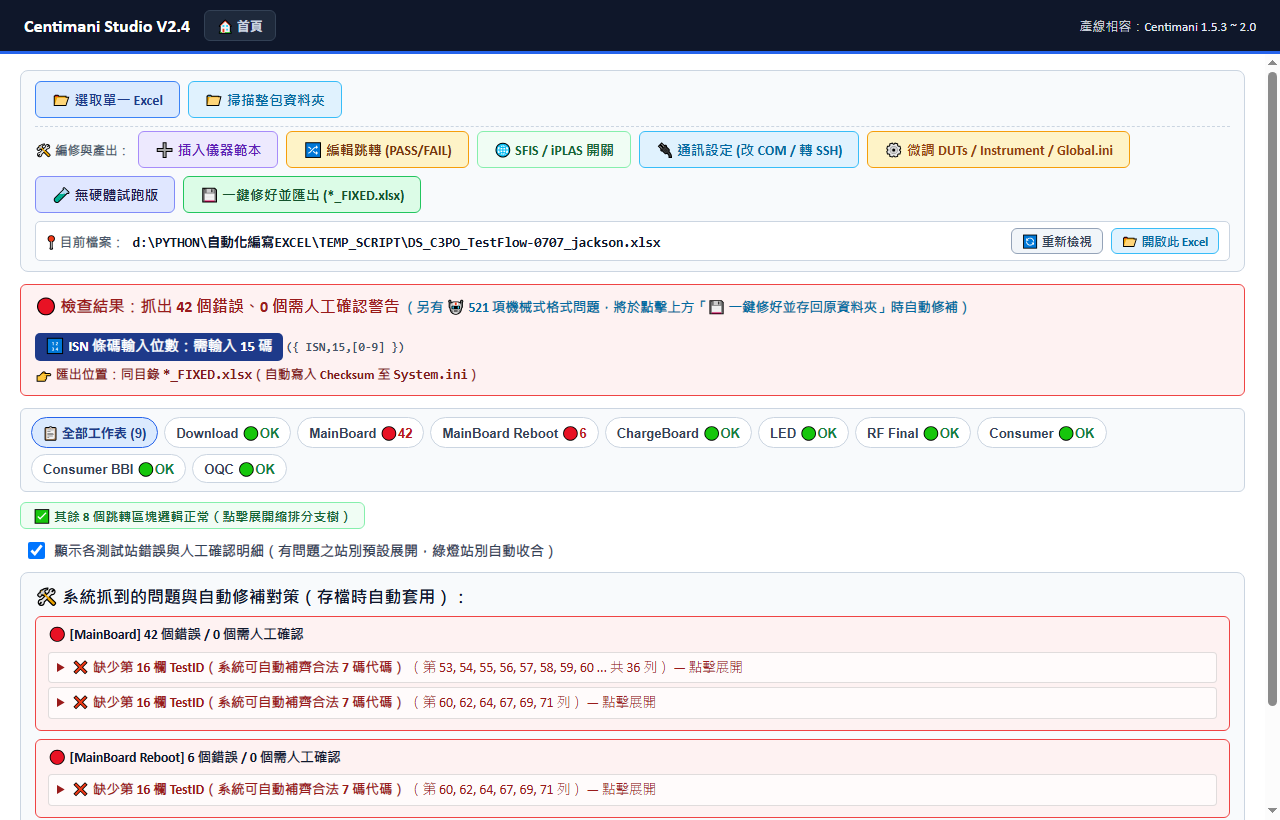 Centimani Studio V2.4 🏠 首頁 產線相容：Centimani 1.5.3 ~ 2.0
📂 選取單一 Excel 📂 掃描整包資料夾
🛠️ 編修與產出： ➕ 插入儀器範本 🔀 編輯跳轉 (PASS/FAIL) 🌐 SFIS / iPLAS 開關 🔌 通訊設定 (改 COM / 轉 SSH) ⚙️ 微調 DUTs / Instrument / Global.ini
🧪 無硬體試跑版 💾 一鍵修好並匯出 (*_FIXED.xlsx)
📍 目前檔案： d:\PYTHON\自動化編寫EXCEL\TEMP_SCRIPT\DS_C3PO_TestFlow-0707_jackson.xlsx 🔄 重新檢視 📂 開啟此 Excel
🔴 檢查結果：抓出 42 個錯誤、0 個需人工確認警告（另有 521 項機械式格式問題，將於點擊上方「💾 一鍵修好並存回原資料夾」時自動修補）
🔢 ISN 條碼輸入位數：需輸入 15 碼 ({ ISN,15,[0-9] })
👉 匯出位置：同目錄 *_FIXED.xlsx（自動寫入 Checksum 至 System.ini）
📋 全部工作表 (9) Download 🟢OK MainBoard 🔴42 MainBoard Reboot 🔴6 ChargeBoard 🟢OK LED 🟢OK RF Final 🟢OK Consumer 🟢OK
Consumer BBI 🟢OK OQC 🟢OK
✅ 其餘 8 個跳轉區塊邏輯正常（點擊展開縮排分支樹）
顯示各測試站錯誤與人工確認明細（有問題之站別預設展開，綠燈站別自動收合）
🛠️ 系統抓到的問題與自動修補對策（存檔時自動套用）：
🔴 [MainBoard] 42 個錯誤 / 0 個需人工確認
▶ ❌ 缺少第 16 欄 TestID（系統可自動補齊合法 7 碼代碼）（第 53, 54, 55, 56, 57, 58, 59, 60 ... 共 36 列）— 點擊展開
▶ ❌ 缺少第 16 欄 TestID（系統可自動補齊合法 7 碼代碼）（第 60, 62, 64, 67, 69, 71 列）— 點擊展開
🔴 [MainBoard Reboot] 6 個錯誤 / 0 個需人工確認
▶ ❌ 缺少第 16 欄 TestID（系統可自動補齊合法 7 碼代碼）（第 60, 62, 64, 67, 69, 71 列）— 點擊展開